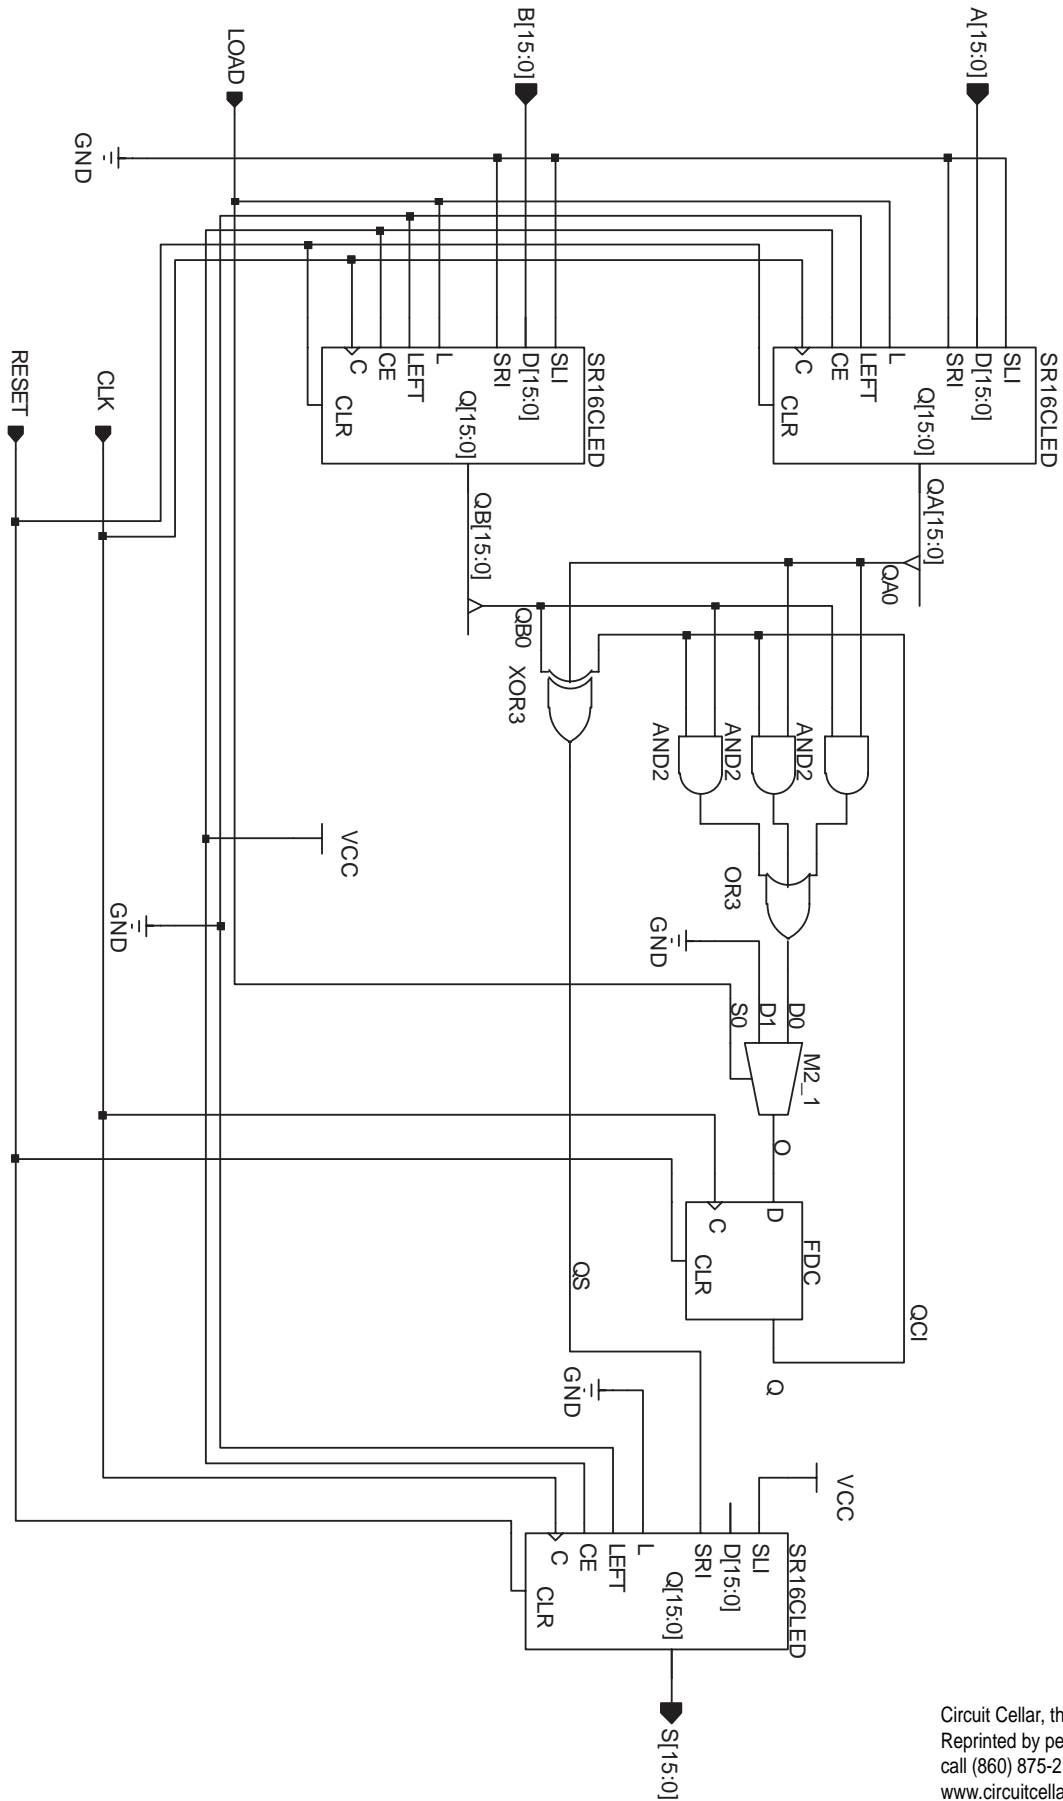 A[15:0]
B[15:0]
LOAD
GND
RESET
CLK
SR16CLED
SLI
D[15:0]
SRI
L
LEFT
CE
C
CLR
Q[15:0]
QA[15:0]
QA0
SR16CLED
SLI
D[15:0]
SRI
L
LEFT
CE
C
CLR
Q[15:0]
QB[15:0]
QB0
XOR3
AND2
AND2
AND2
OR3
VCC
GND
GND
D0
D1
S0
M2_1
O
D
C
FDC
CLR
QCI
Q
QS
GND
VCC
SR16CLED
SLI
D[15:0]
SRI
L
LEFT
CE
C
CLR
Q[15:0]
S[15:0]
Circuit Cellar, th
Reprinted by pe
call (860) 875-2
www.circuitcella